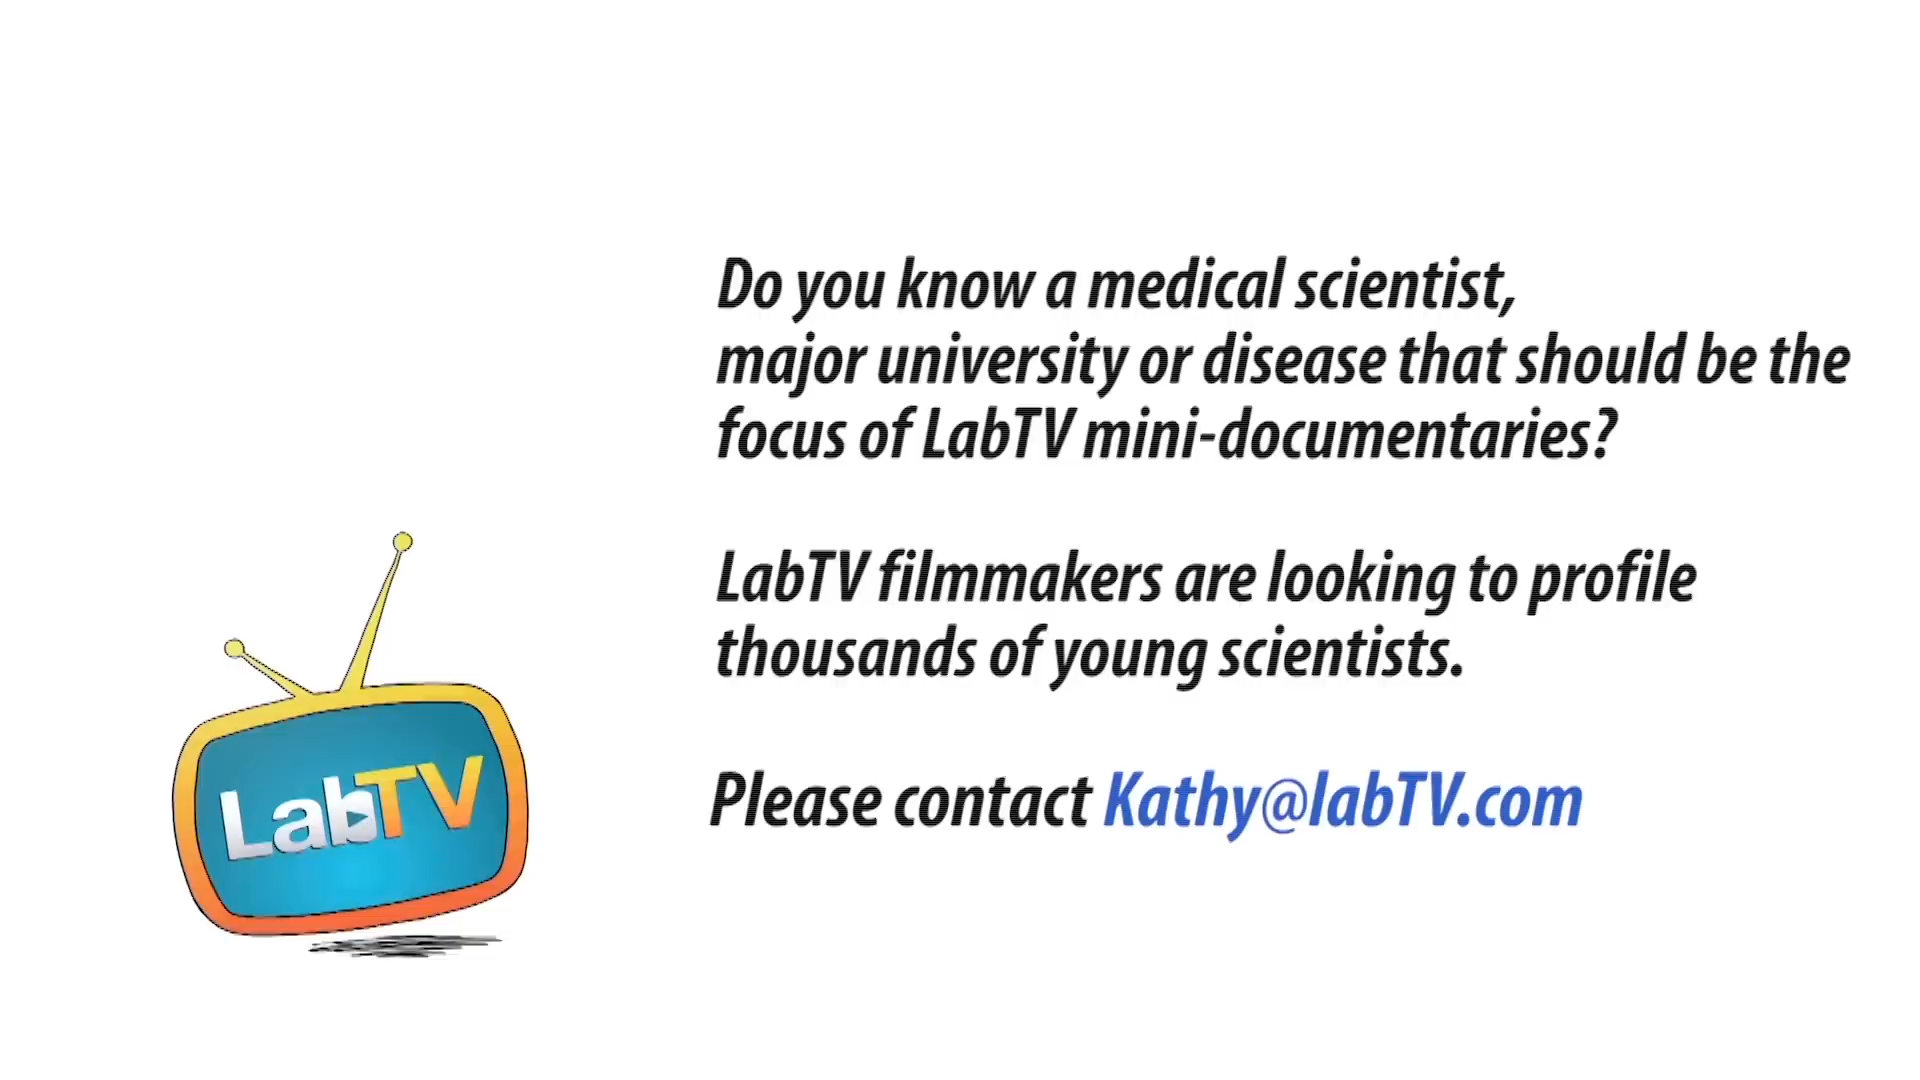 Do you know a medical scientist,
major university or disease that should be the
focus of LabTV mini-documentaries?
LabTV filmmakers are looking to profile
thousands of young scientists.
LabTV
Please contact Kathy@labTV.com